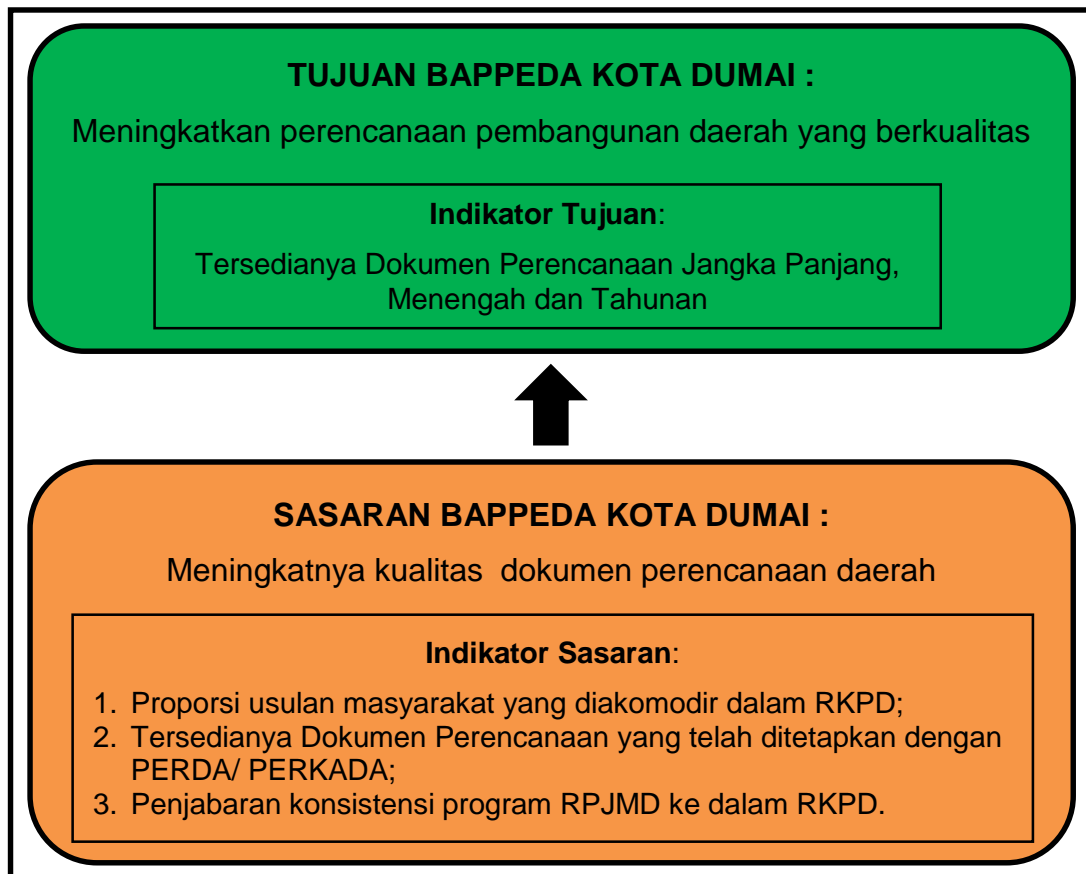 TUJUAN BAPPEDA KOTA DUMAI :
Meningkatkan perencanaan pembangunan daerah yang berkualitas
Indikator Tujuan:
Tersedianya Dokumen Perencanaan Jangka Panjang,
Menengah dan Tahunan
SASARAN BAPPEDA KOTA DUMAI :
Meningkatnya kualitas dokumen perencanaan daerah
Indikator Sasaran:
1. Proporsi usulan masyarakat yang diakomodir dalam RKPD;
2. Tersedianya Dokumen Perencanaan yang telah ditetapkan dengan
PERDA/ PERKADA;
3. Penjabaran konsistensi program RPJMD ke dalam RKPD.